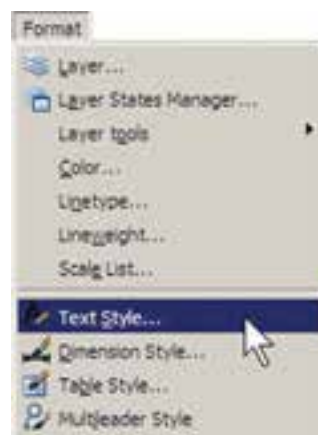 Format
Layer...
Layer States Manager...
Layer tools
Color...
Linetype...
Lineweight...
Scale List...
Text Style...
Dimension Style...
Table Style...
Multileader Style